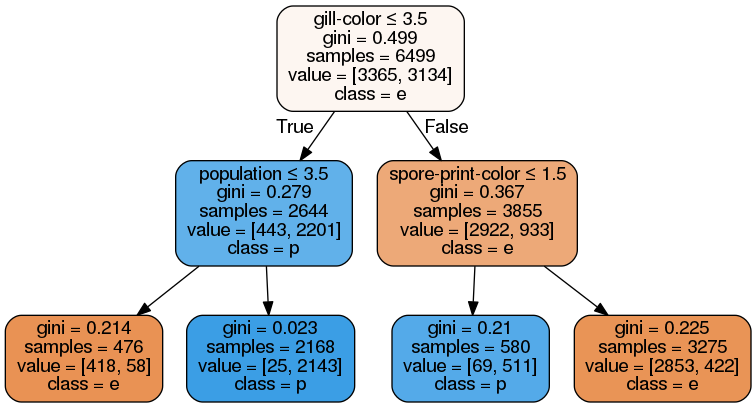 gill-color ≤ 3.5
gini = 0.499
samples = 6499
value = [3365, 3134]
class = e
True
False
population ≤ 3.5
gini = 0.279
samples = 2644
value = [443, 2201]
class = p
spore-print-color ≤ 1.5
gini = 0.367
samples = 3855
value = [2922, 933]
class = e
gini = 0.214
samples = 476
value = [418, 58]
class = e
gini = 0.023
samples = 2168
value = [25, 2143]
class = p
gini = 0.21
samples = 580
value = [69, 511]
class = p
gini = 0.225
samples = 3275
value = [2853, 422]
class = e